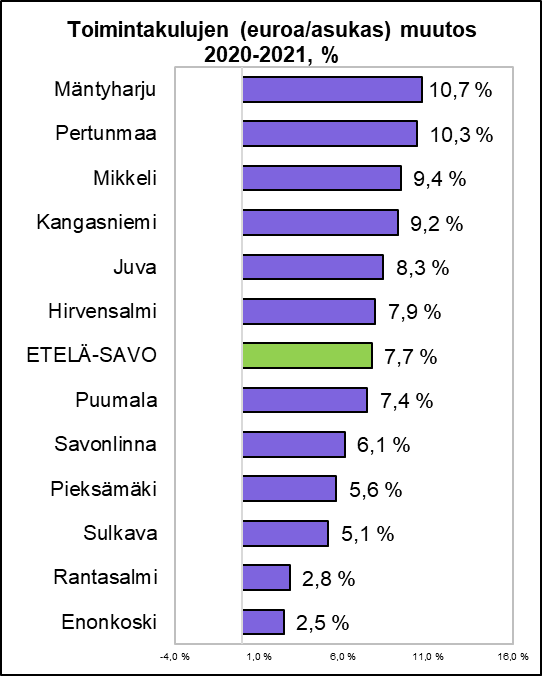 Toimintakulujen (euroa/asukas) muutos
2020-2021, %
Mäntyharju 10,7 %
Pertunmaa 10,3 %
Mikkeli 9,4 %
Kangasniemi 9,2 %
Juva 8,3 %
Hirvensalmi 7,9 %
ETELÄ-SAVO 7,7 %
Puumala 7,4 %
Savonlinna 6,1 %
Pieksämäki 5,6 %
Sulkava 5,1 %
Rantasalmi 2,8 %
Enonkoski 2,5 %
-4,0 % 1,0 % 6,0 % 11,0 % 16,0 %